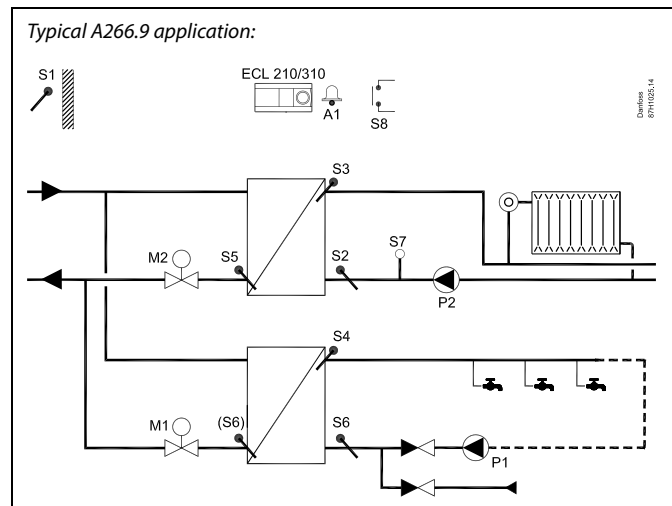 Typical A266.9 application:
S1
ECL 210/310
A1
S8
Danfoss
87H1025.14
S3
M2
S5
S2
S7
P2
S4
M1
(S6)
S6
P1